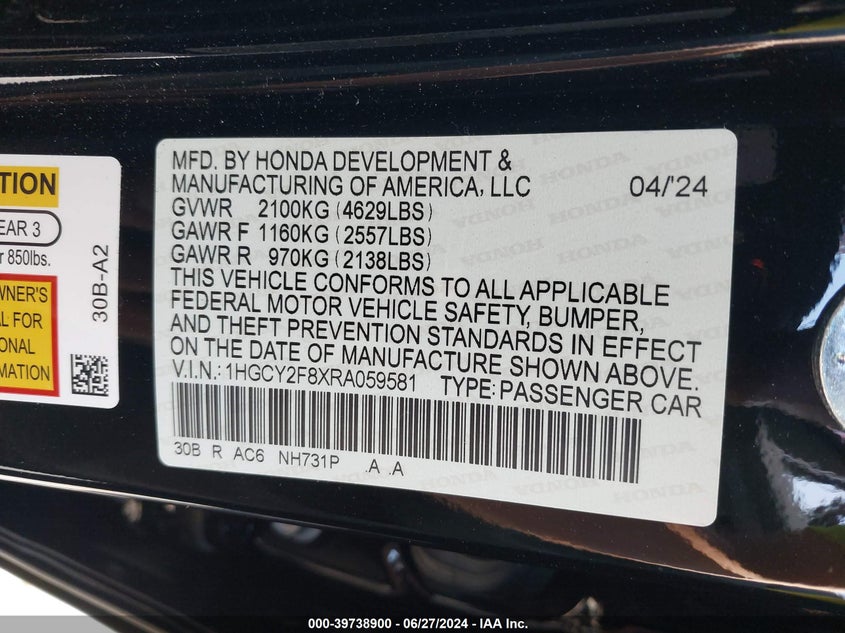 TION
EAR 3
850lbs.
WNER'S
FOR
ONAL
MATION
30B-A2
MFD. BY HONDA DEVELOPMENT &
MANUFACTURING OF AMERICA, LLC 04/'24
GVWR 2100KG (4629LBS)
GAWR F 1160KG (2557LBS)
GAWR R 970KG (2138LBS)
THIS VEHICLE CONFORMS TO ALL APPLICABLE
FEDERAL MOTOR VEHICLE SAFETY, BUMPER,
AND THEFT PREVENTION STANDARDS IN EFFECT
ON THE DATE OF MANUFACTURE SHOWN ABOVE.
V.I.N.: 1HGCY2F8XRA059581 TYPE: PASSENGER CAR
30B R AC6 NH731P .A .A
000-39738900 - 06/27/2024 - IAA Inc.